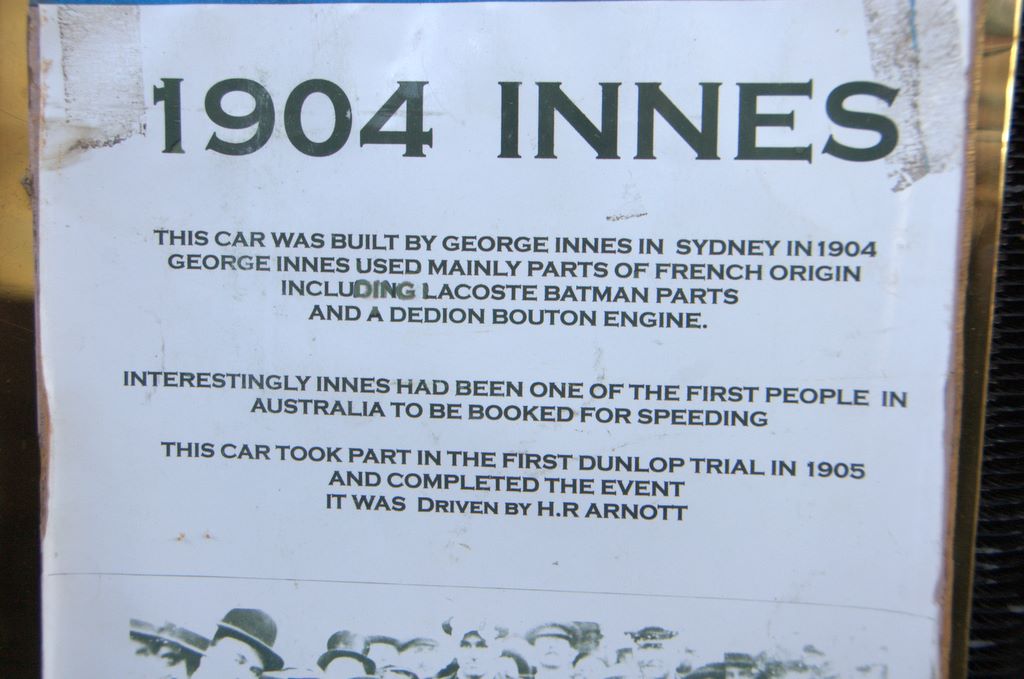 1904 INNES
THIS CAR WAS BUILT BY GEORGE INNES IN SYDNEY IN 1904
GEORGE INNES USED MAINLY PARTS OF FRENCH ORIGIN
INCLUDING LACOSTE BATMAN PARTS
AND A DEDION BOUTON ENGINE.
INTERESTINGLY INNES HAD BEEN ONE OF THE FIRST PEOPLE IN
AUSTRALIA TO BE BOOKED FOR SPEEDING
THIS CAR TOOK PART IN THE FIRST DUNLOP TRIAL IN 1905
AND COMPLETED THE EVENT
IT WAS DRIVEN BY H.R ARNOTT